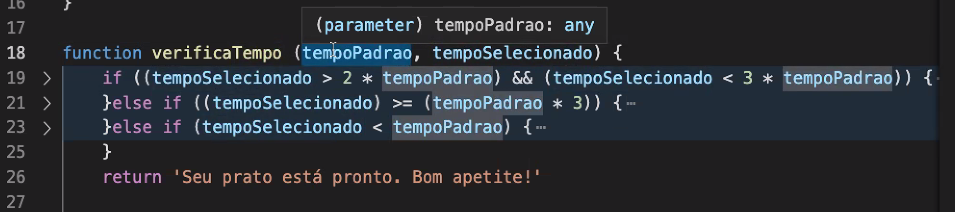 16 }
(parameter) tempoPadrao: any
17
18 function verificaTempo (tempoPadrao, tempoSelecionado) {
19 > if ((tempoSelecionado > 2 * tempoPadrao) && (tempoSelecionado < 3 * tempoPadrao)) {⋯
21 > }else if ((tempoSelecionado) >= (tempoPadrao * 3)) {⋯
23 > }else if (tempoSelecionado < tempoPadrao) {⋯
25 }
26 return 'Seu prato está pronto. Bom apetite!'
27